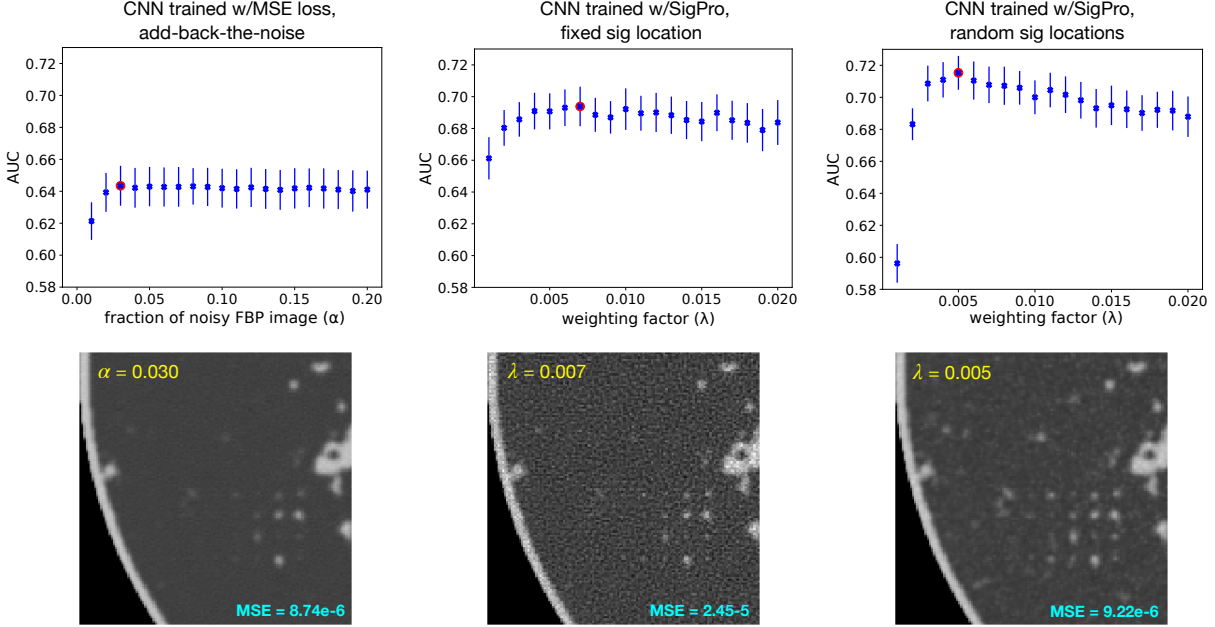 CNN trained w/MSE loss,
add-back-the-noise
CNN trained w/SigPro,
fixed sig location
CNN trained w/SigPro,
random sig locations
AUC
0.72
0.70
0.68
0.66
0.64
0.62
0.60
0.58
0.00
0.05
0.10
0.15
0.20
fraction of noisy FBP image (α)
AUC
0.72
0.70
0.68
0.66
0.64
0.62
0.60
0.58
0.005
0.010
0.015
0.020
weighting factor (λ)
AUC
0.72
0.70
0.68
0.66
0.64
0.62
0.60
0.58
0.005
0.010
0.015
0.020
weighting factor (λ)
α = 0.030
MSE = 8.74e-6
λ = 0.007
MSE = 2.45-5
λ = 0.005
MSE = 9.22e-6